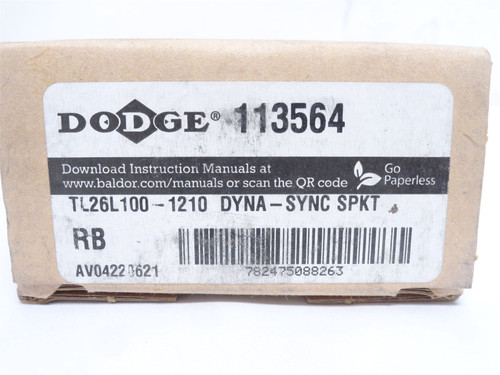 DODGE® 113564
Download Instruction Manuals at
www.baldor.com/manuals or scan the QR code
Go
Paperless
TL26L100-1210 DYNA-SYNC SPKT
RB
782475088263